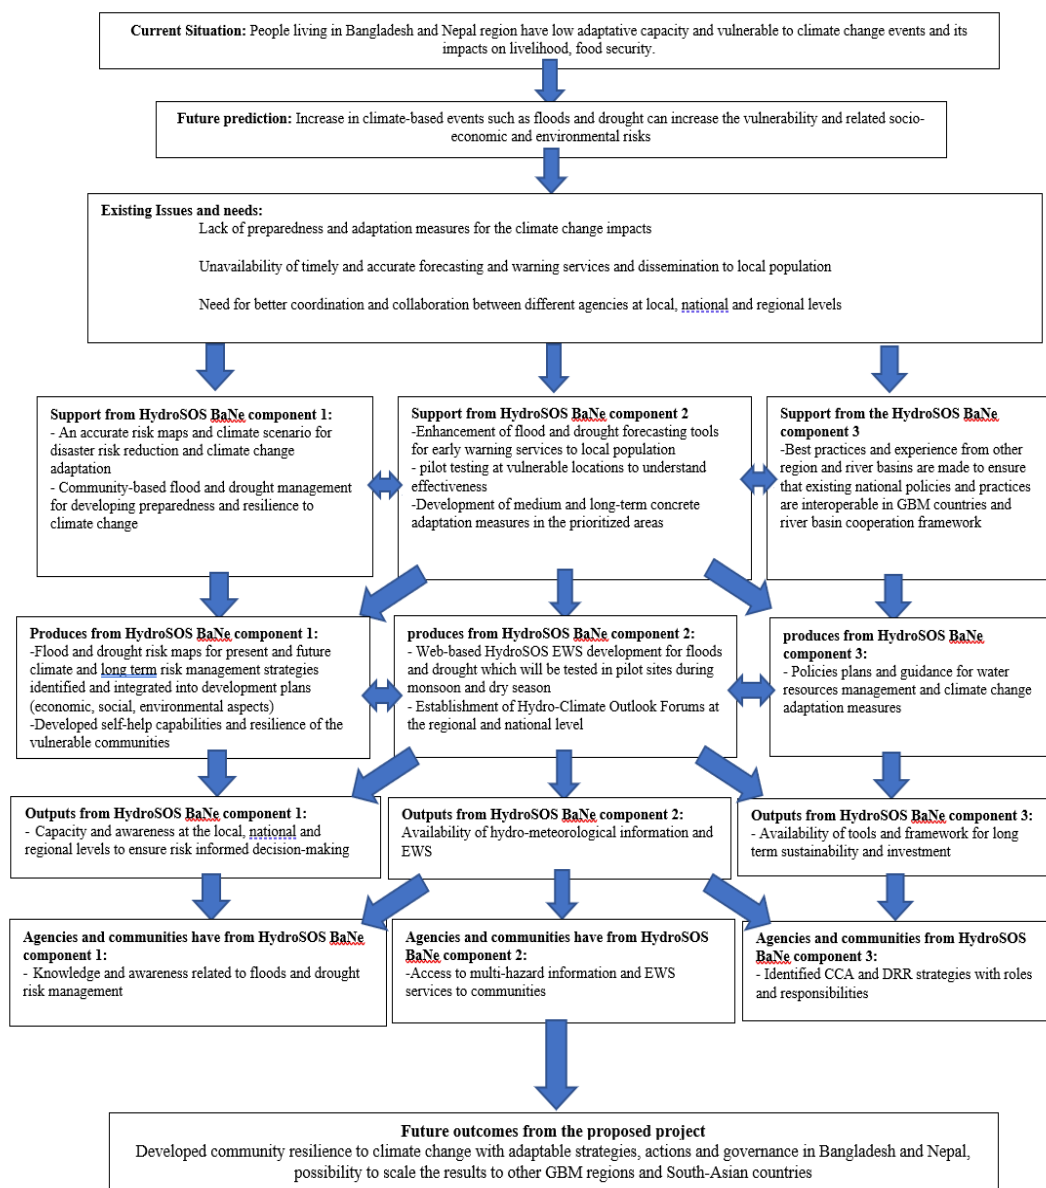 Current Situation: People living in Bangladesh and Nepal region have low adaptative capacity and vulnerable to climate change events and its
impacts on livelihood, food security.
Future prediction: Increase in climate-based events such as floods and drought can increase the vulnerability and related socio-
economic and environmental risks
Existing Issues and needs:
Lack of preparedness and adaptation measures for the climate change impacts
Unavailability of timely and accurate forecasting and warning services and dissemination to local population
Need for better coordination and collaboration between different agencies at local, national and regional levels
Support from HydroSOS BaNe component 1:
- An accurate risk maps and climate scenario for
disaster risk reduction and climate change
adaptation
- Community-based flood and drought management
for developing preparedness and resilience to
climate change
Support from HydroSOS BaNe component 2
-Enhancement of flood and drought forecasting tools
for early warning services to local population
- pilot testing at vulnerable locations to understand
effectiveness
-Development of medium and long-term concrete
adaptation measures in the prioritized areas
Support from the HydroSOS BaNe
component 3
-Best practices and experience from other
region and river basins are made to ensure
that existing national policies and practices
are interoperable in GBM countries and
river basin cooperation framework
Produces from HydroSOS BaNe component 1:
-Flood and drought risk maps for present and future
climate and long term risk management strategies
identified and integrated into development plans
(economic, social, environmental aspects)
-Developed self-help capabilities and resilience of the
vulnerable communities
produces from HydroSOS BaNe component 2:
- Web-based HydroSOS EWS development for floods
and drought which will be tested in pilot sites during
monsoon and dry season
- Establishment of Hydro-Climate Outlook Forums at
the regional and national level
produces from HydroSOS BaNe
component 3:
- Policies plans and guidance for water
resources management and climate change
adaptation measures
Outputs from HydroSOS BaNe component 1:
- Capacity and awareness at the local, national and
regional levels to ensure risk informed decision-making
Outputs from HydroSOS BaNe component 2:
Availability of hydro-meteorological information and
EWS
Outputs from HydroSOS BaNe component 3:
- Availability of tools and framework for long
term sustainability and investment
Agencies and communities have from HydroSOS BaNe
component 1:
- Knowledge and awareness related to floods and drought
risk management
Agencies and communities have from HydroSOS
BaNe component 2:
-Access to multi-hazard information and EWS
services to communities
Agencies and communities from HydroSOS
BaNe component 3:
- Identified CCA and DRR strategies with roles
and responsibilities
Future outcomes from the proposed project
Developed community resilience to climate change with adaptable strategies, actions and governance in Bangladesh and Nepal,
possibility to scale the results to other GBM regions and South-Asian countries